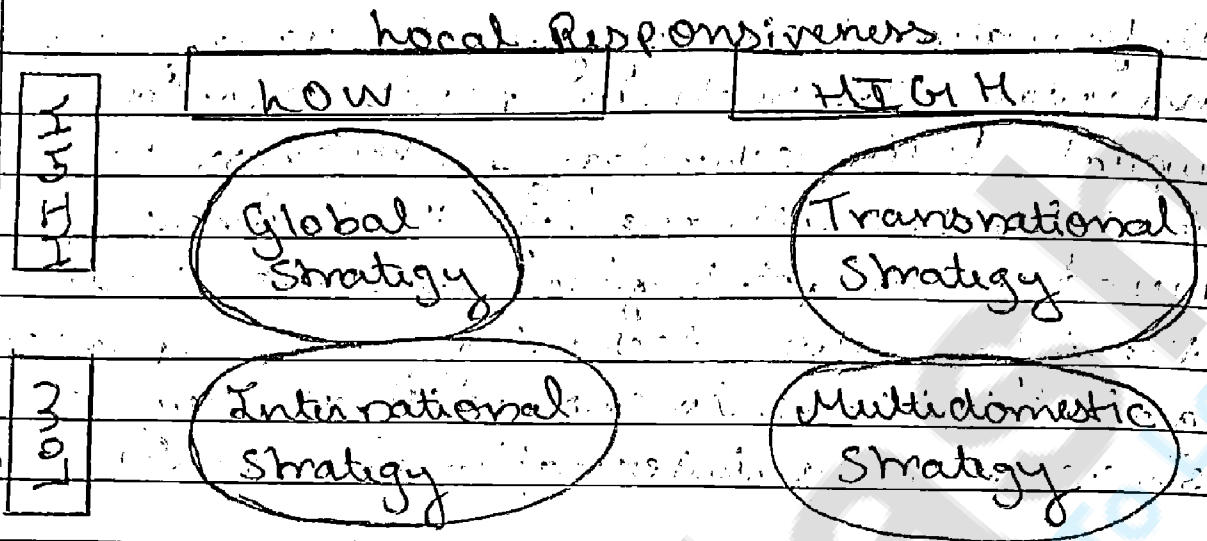 Local Responsiveness
LOW HIGH
HIGH
Global Transnational
Strategy Strategy
LOW
International Multidomestic
Strategy Strategy